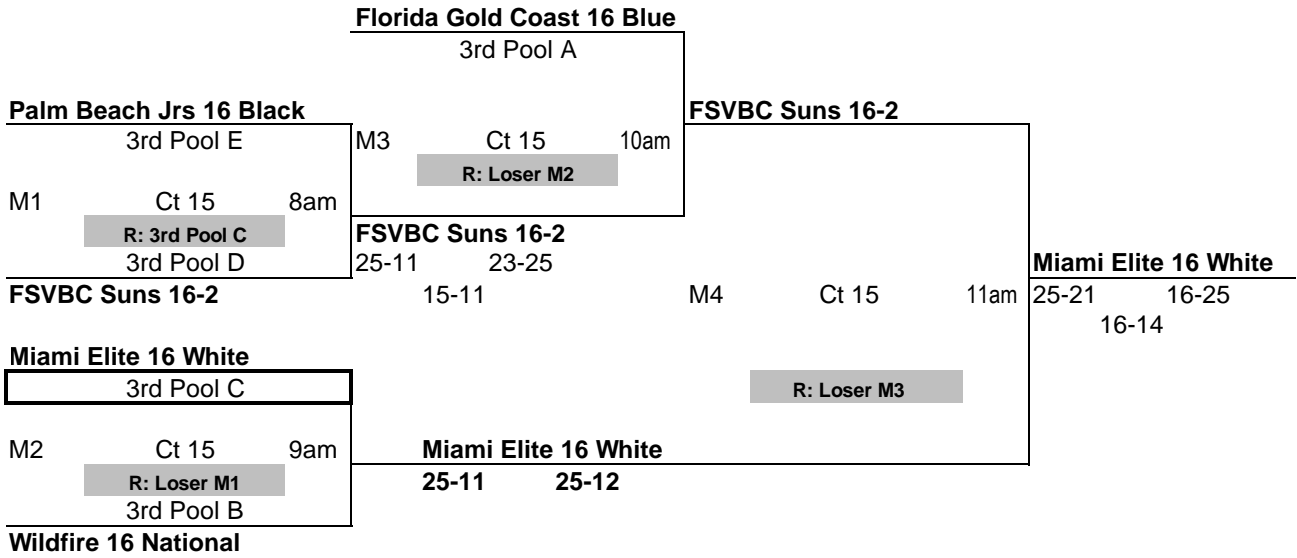 Florida Gold Coast 16 Blue
3rd Pool A
Palm Beach Jrs 16 Black
FSVBC Suns 16-2
3rd Pool E
M3 Ct 15 10am
R: Loser M2
M1 Ct 15 8am
R: 3rd Pool C
FSVBC Suns 16-2
3rd Pool D
25-11 23-25
Miami Elite 16 White
FSVBC Suns 16-2
15-11
M4 Ct 15 11am
25-21 16-25
16-14
Miami Elite 16 White
3rd Pool C
R: Loser M3
M2 Ct 15 9am
Miami Elite 16 White
R: Loser M1
25-11 25-12
3rd Pool B
Wildfire 16 National